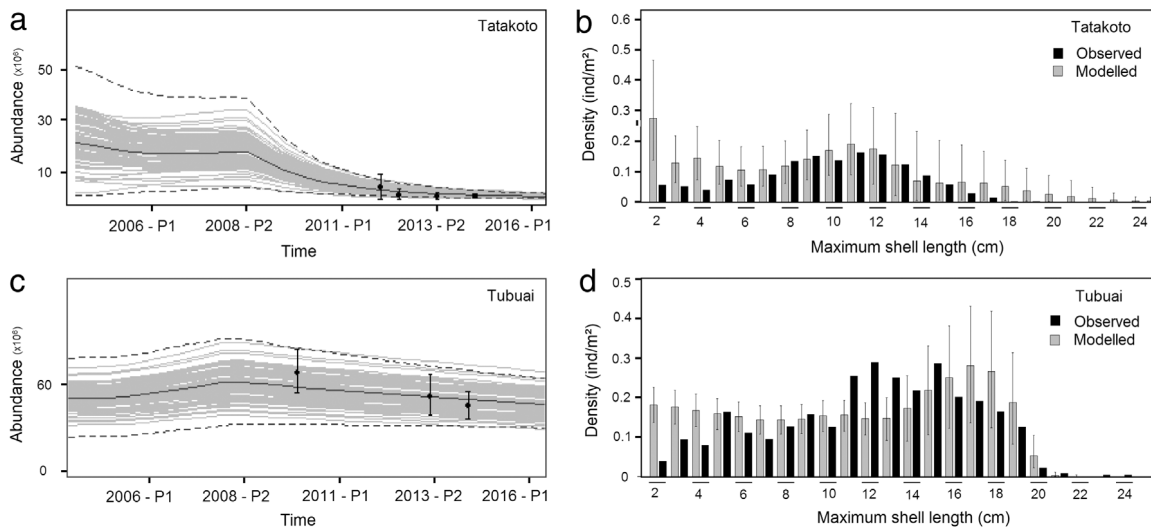 a
Tatakoto
Abundance (x10⁶)
50
30
10
2006 - P1
2008 - P2
2011 - P1
2013 - P2
2016 - P1
Time
b
Tatakoto
Observed
Modelled
Density (ind/m²)
0.6
0.5
0.4
0.3
0.2
0.1
0
2
4
6
8
10
12
14
16
18
20
22
24
Maximum shell length (cm)
c
Tubuai
Abundance (x10⁶)
60
0
2006 - P1
2008 - P2
2011 - P1
2013 - P2
2016 - P1
Time
d
Tubuai
Observed
Modelled
Density (ind/m²)
0.5
0.4
0.3
0.2
0.1
0
2
4
6
8
10
12
14
16
18
20
22
24
Maximum shell length (cm)